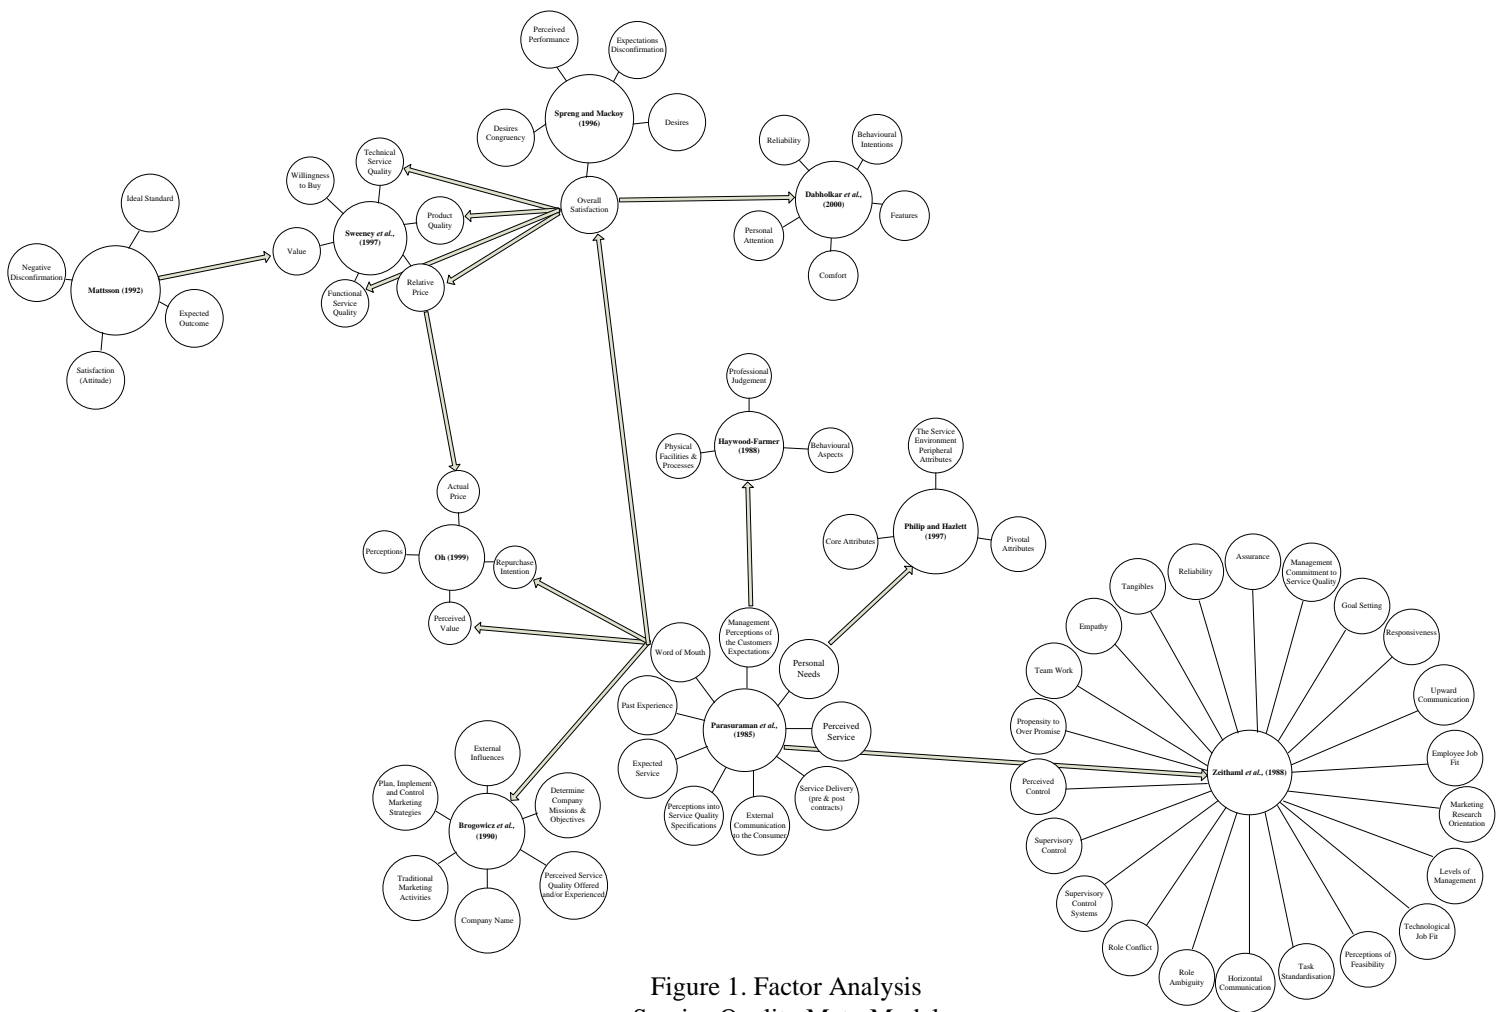 Perceived
Performance
Expectations
Disconfirmation
Spreng and Mackoy
(1996)
Desires
Congruency
Desires
Overall
Satisfaction
Technical
Service
Quality
Willingness
to Buy
Product
Quality
Sweeney et al.,
(1997)
Value
Functional
Service
Quality
Relative
Price
Ideal Standard
Negative
Disconfirmation
Mattsson (1992)
Expected
Outcome
Satisfaction
(Attitude)
Reliability
Behavioural
Intentions
Dabholkar et al.,
(2000)
Features
Personal
Attention
Comfort
Professional
Judgement
Haywood-Farmer
(1988)
Physical
Facilities &
Processes
Behavioural
Aspects
The Service
Environment
Peripheral
Attributes
Philip and Hazlett
(1997)
Core Attributes
Pivotal
Attributes
Actual
Price
Perceptions
Oh (1999)
Repurchase
Intention
Perceived
Value
Word of Mouth
Management
Perceptions of
the Customers
Expectations
Personal
Needs
Past Experience
Parasuraman et al.,
(1985)
Perceived
Service
Expected
Service
Perceptions into
Service Quality
Specifications
External
Communication
to the Consumer
Service Delivery
(pre & post
contracts)
External
Influences
Plan, Implement
and Control
Marketing
Strategies
Determine
Company
Missions &
Objectives
Brogowicz et al.,
(1990)
Traditional
Marketing
Activities
Company Name
Perceived Service
Quality Offered
and/or Experienced
Assurance
Reliability
Management
Commitment to
Service Quality
Tangibles
Goal Setting
Empathy
Responsiveness
Team Work
Upward
Communication
Propensity to
Over Promise
Employee Job
Fit
Zeithaml et al., (1988)
Perceived
Control
Marketing
Research
Orientation
Supervisory
Control
Levels of
Management
Supervisory
Control
Systems
Technological
Job Fit
Role Conflict
Perceptions of
Feasibility
Role
Ambiguity
Horizontal
Communication
Task
Standardisation
Figure 1. Factor Analysis
Service Quality Meta Model